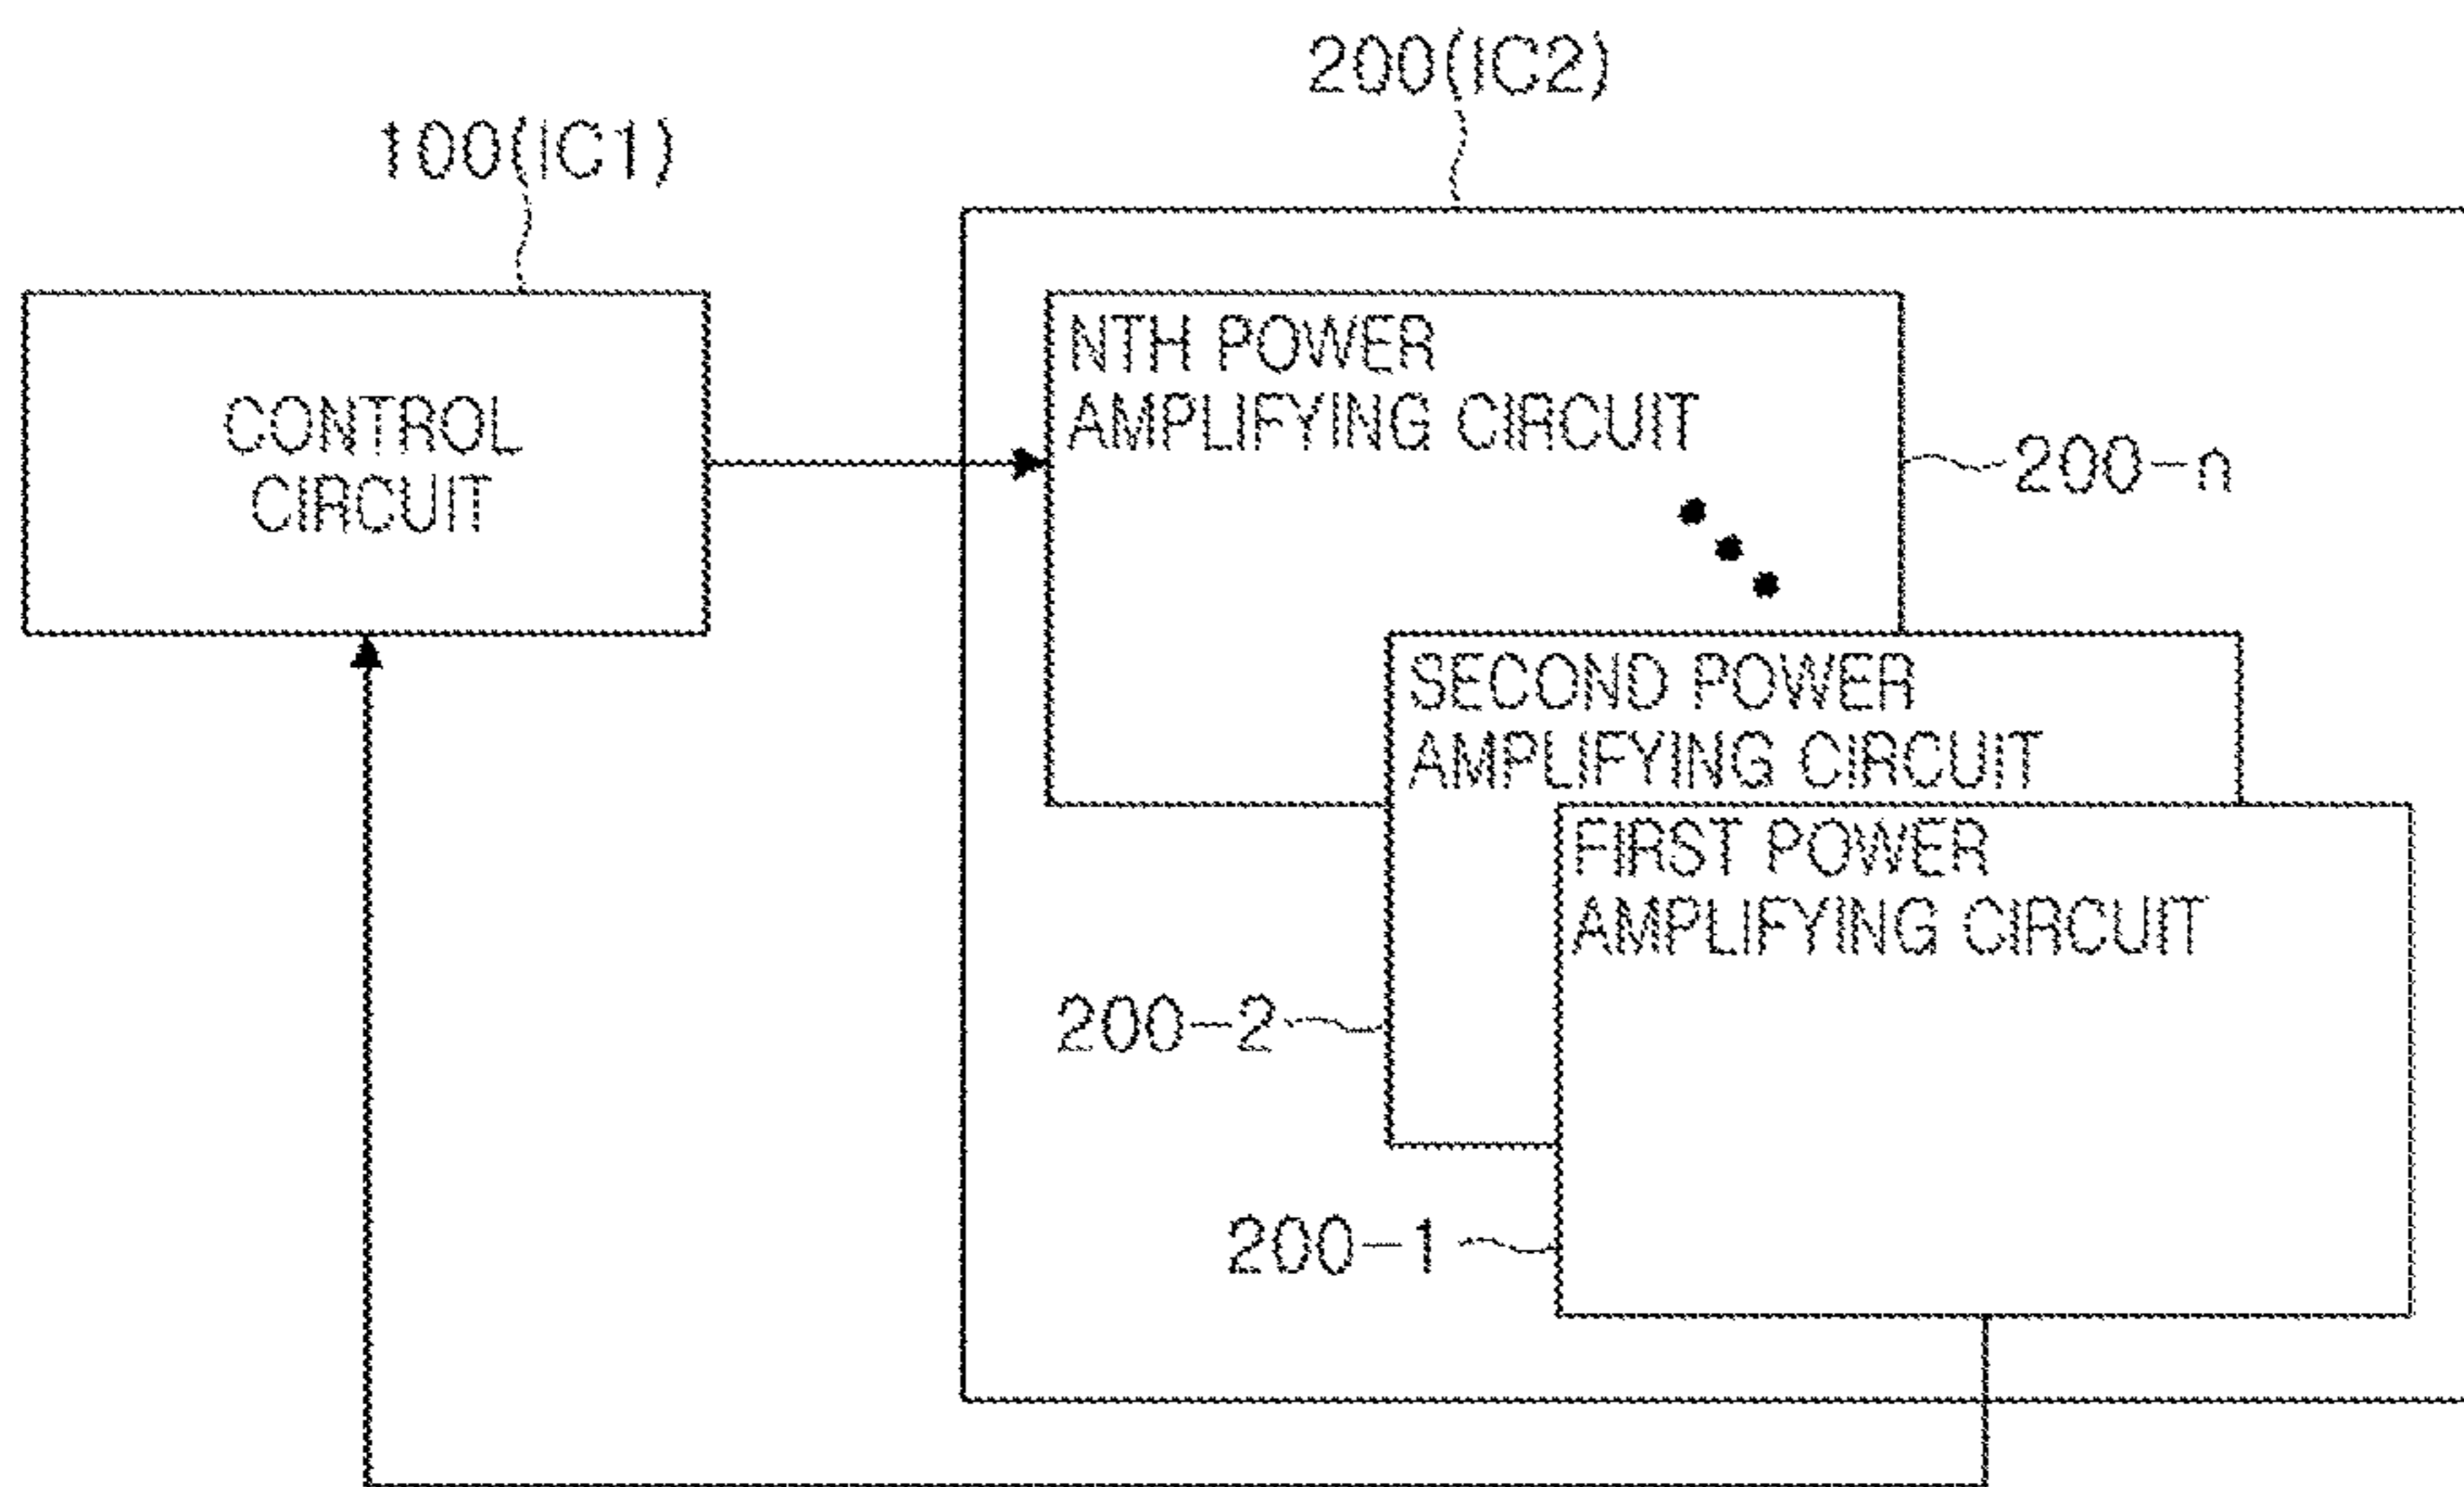 200(IC2)
100(IC1)
NTH POWER
AMPLIFYING CIRCUIT
CONTROL
CIRCUIT
200-n
SECOND POWER
AMPLIFYING CIRCUIT
FIRST POWER
AMPLIFYING CIRCUIT
200-2
200-1